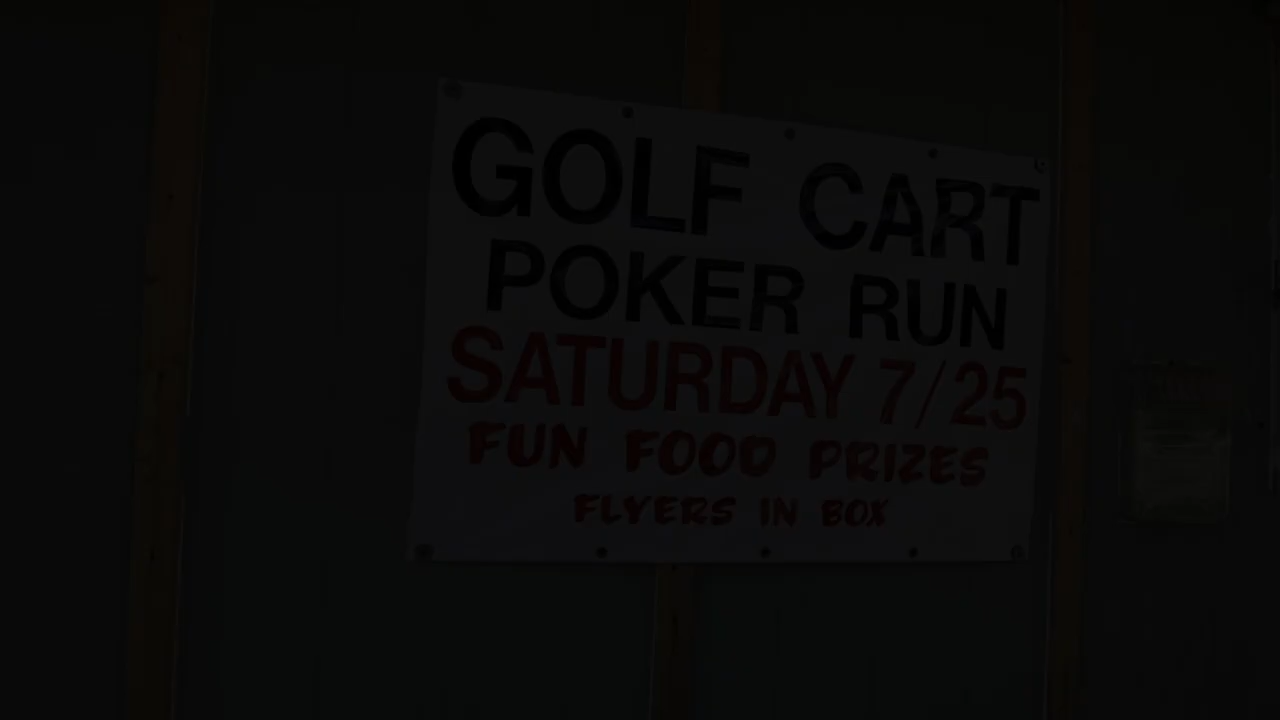 GOLF CART
POKER RUN
SATURDAY 7/25
FUN FOOD PRIZES
FLYERS IN BOX